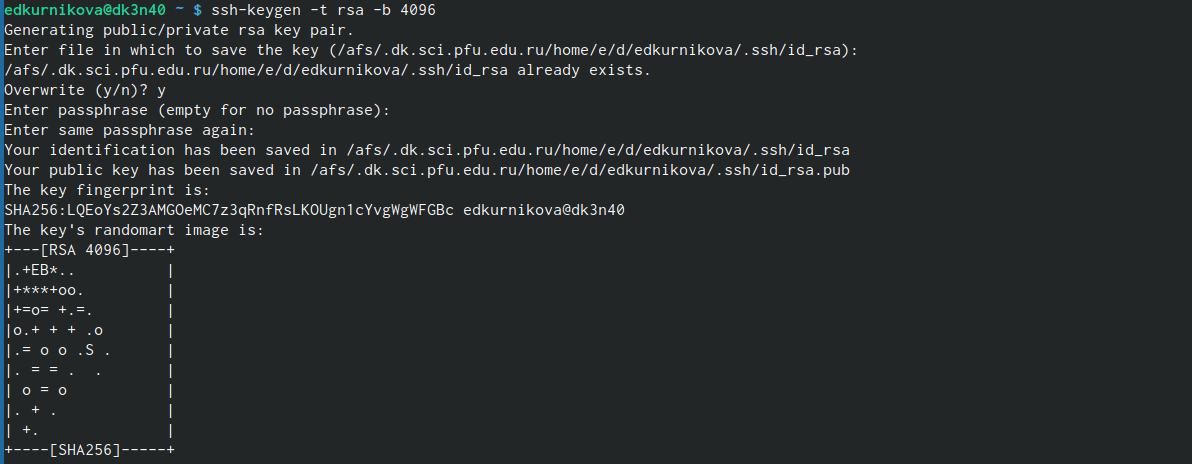 edkurnikova@dk3n40 ~ $ ssh-keygen -t rsa -b 4096
Generating public/private rsa key pair.
Enter file in which to save the key (/afs/.dk.sci.pfu.edu.ru/home/e/d/edkurnikova/.ssh/id_rsa):
/afs/.dk.sci.pfu.edu.ru/home/e/d/edkurnikova/.ssh/id_rsa already exists.
Overwrite (y/n)? y
Enter passphrase (empty for no passphrase):
Enter same passphrase again:
Your identification has been saved in /afs/.dk.sci.pfu.edu.ru/home/e/d/edkurnikova/.ssh/id_rsa
Your public key has been saved in /afs/.dk.sci.pfu.edu.ru/home/e/d/edkurnikova/.ssh/id_rsa.pub
The key fingerprint is:
SHA256:LQEoYs2Z3AMGOeMC7z3qRnfRsLKOUgn1cYvgWgWFGBc edkurnikova@dk3n40
The key's randomart image is:
+---[RSA 4096]----+
|.+EB*..          |
|+***+oo.         |
|+=o= +.=.        |
|o.+ + + .o       |
|.= o o .S .      |
|. = = .  .       |
| o = o           |
|. + .            |
| +.              |
+----[SHA256]-----+